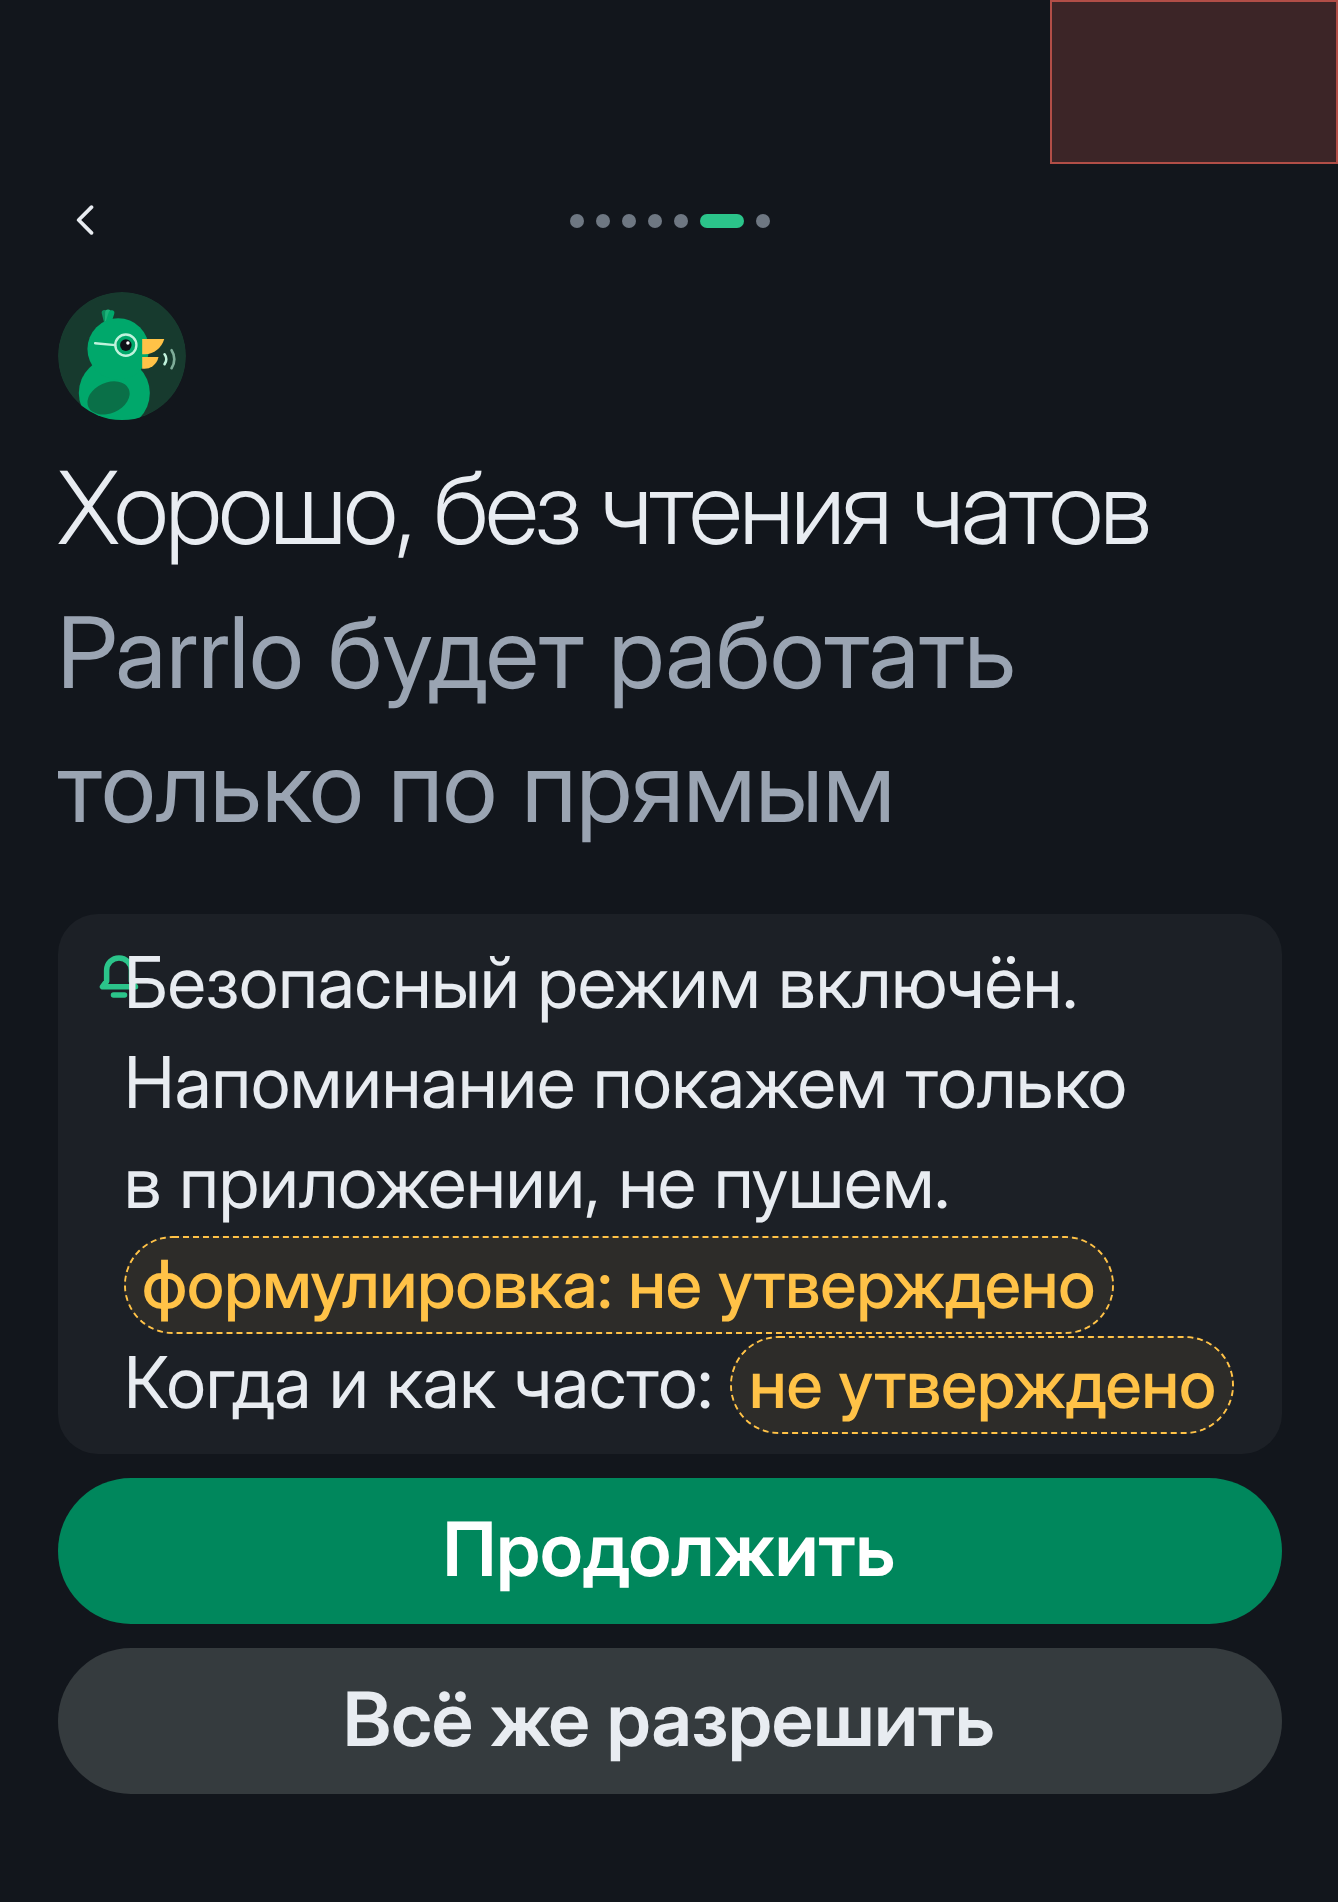 Хорошо, без чтения чатов
Parrlo будет работать
только по прямым
Безопасный режим включён.
Напоминание покажем только
в приложении, не пушем.
формулировка: не утверждено
Когда и как часто: не утверждено
Продолжить
Всё же разрешить